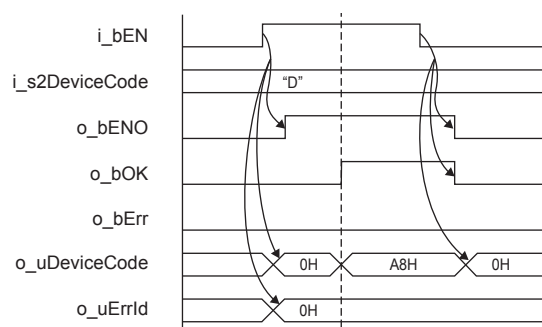 i_bEN
i_s2DeviceCode
“D”
o_bENO
o_bOK
o_bErr
o_uDeviceCode
0H
A8H
0H
o_uErrId
0H